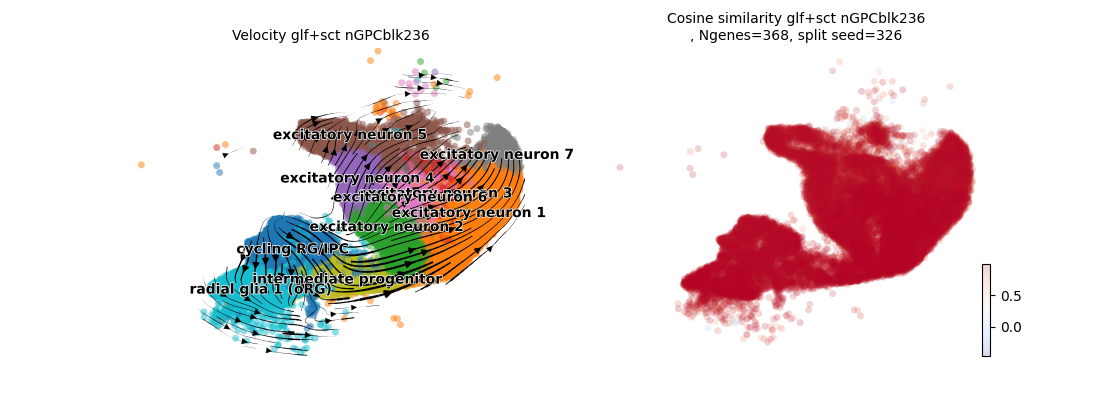 Velocity glf+sct nGPCblk236
Cosine similarity glf+sct nGPCblk236
, Ngenes=368, split seed=326
excitatory neuron 5
excitatory neuron 7
excitatory neuron 4
excitatory neuron 3
excitatory neuron 6
excitatory neuron 1
excitatory neuron 2
cycling RG/IPC
intermediate progenitor
radial glia 1 (oRG)
0.5
0.0